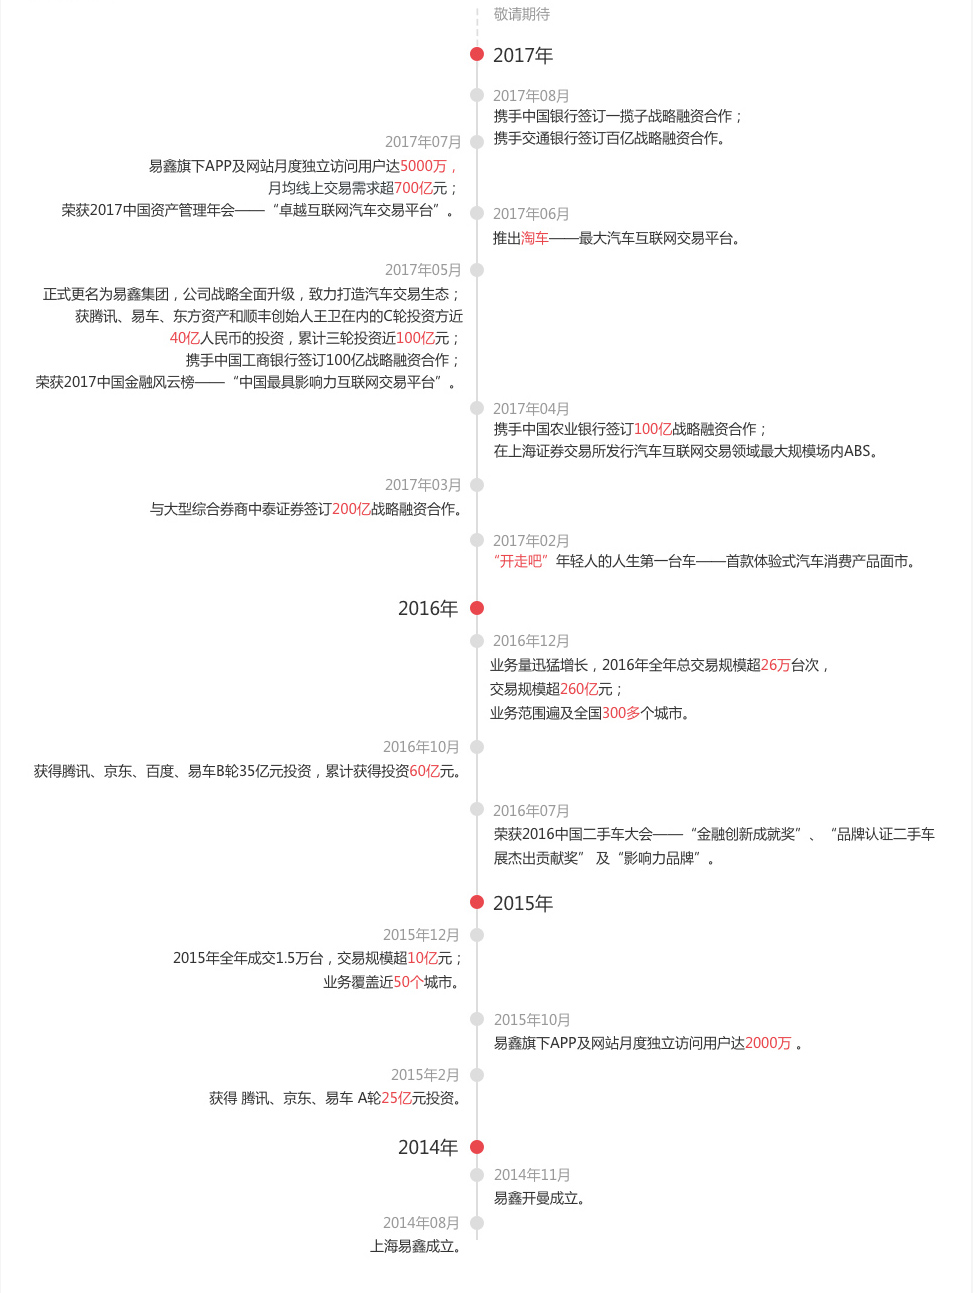 敬请期待
2017年
2017年08月
携手中国银行签订一揽子战略融资合作；
携手交通银行签订百亿战略融资合作。
2017年07月
易鑫旗下APP及网站月度独立访问用户达5000万，
月均线上交易需求超700亿元；
荣获2017中国资产管理年会——“卓越互联网汽车交易平台”。
2017年06月
推出淘车——最大汽车互联网交易平台。
2017年05月
正式更名为易鑫集团，公司战略全面升级，致力打造汽车交易生态；
获腾讯、易车、东方资产和顺丰创始人王卫在内的C轮投资方近
40亿人民币的投资，累计三轮投资近100亿元；
携手中国工商银行签订100亿战略融资合作；
荣获2017中国金融风云榜——“中国最具影响力互联网交易平台”。
2017年04月
携手中国农业银行签订100亿战略融资合作；
在上海证券交易所发行汽车互联网交易领域最大规模场内ABS。
2017年03月
与大型综合券商中泰证券签订200亿战略融资合作。
2017年02月
“开走吧”年轻人的人生第一台车——首款体验式汽车消费产品面市。
2016年
2016年12月
业务量迅猛增长，2016年全年总交易规模超26万台次，
交易规模超260亿元；
业务范围遍及全国300多个城市。
2016年10月
获得腾讯、京东、百度、易车B轮35亿元投资，累计获得投资60亿元。
2016年07月
荣获2016中国二手车大会——“金融创新成就奖”、“品牌认证二手车
展杰出贡献奖” 及“影响力品牌”。
2015年
2015年12月
2015年全年成交1.5万台，交易规模超10亿元；
业务覆盖近50个城市。
2015年10月
易鑫旗下APP及网站月度独立访问用户达2000万 。
2015年2月
获得 腾讯、京东、易车 A轮25亿元投资。
2014年
2014年11月
易鑫开曼成立。
2014年08月
上海易鑫成立。